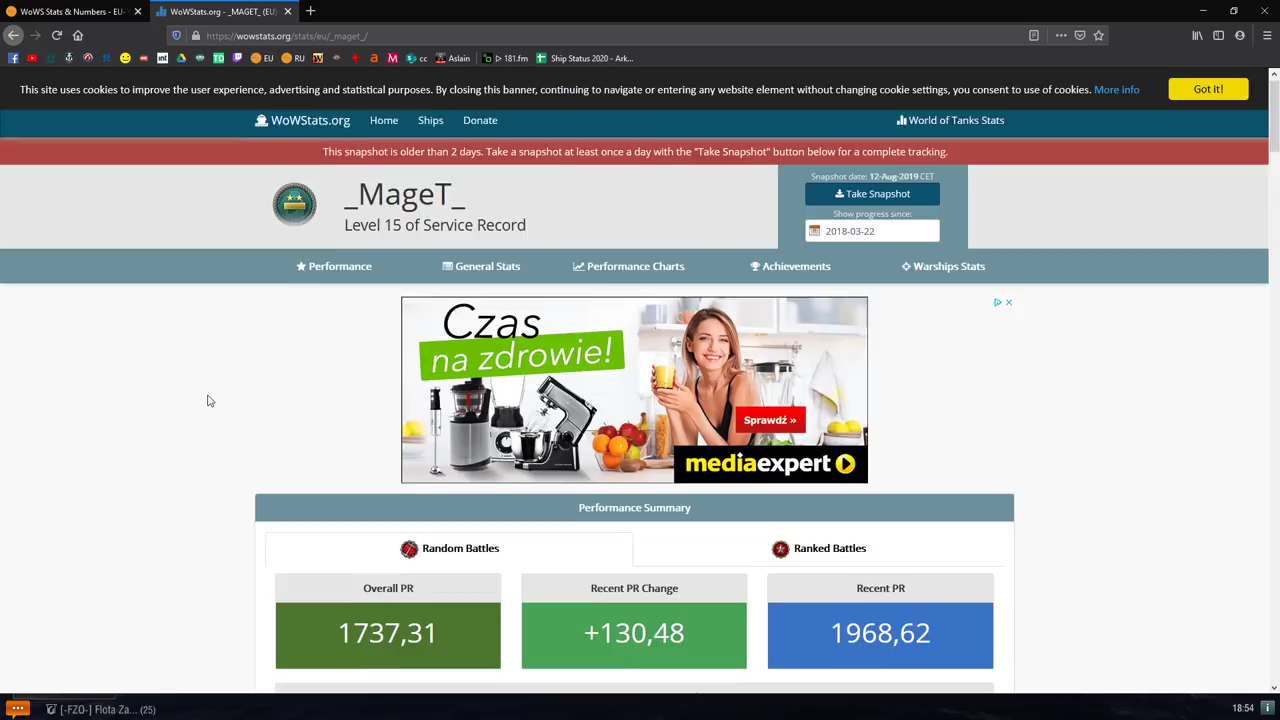 WoWS Stats & Numbers - EU-
WoWStats.org - _MAGET_ (EU)
https://wowstats.org/stats/eu/_maget_/
int
TD
EU
RU
cc
Aslain
181.fm
Ship Status 2020 - Ark...
This site uses cookies to improve the user experience, advertising and statistical purposes. By closing this banner, continuing to navigate or entering any website element without changing cookie settings, you consent to use of cookies. More info
Got it!
WoWStats.org
Home
Ships
Donate
World of Tanks Stats
This snapshot is older than 2 days. Take a snapshot at least once a day with the "Take Snapshot" button below for a complete tracking.
_MageT_
Level 15 of Service Record
Snapshot date: 12-Aug-2019 CET
Take Snapshot
Show progress since:
2018-03-22
Performance
General Stats
Performance Charts
Achievements
Warships Stats
Czas
na zdrowie!
Sprawdź »
mediaexpert
Performance Summary
Random Battles
Ranked Battles
Overall PR
Recent PR Change
Recent PR
1737,31
+130,48
1968,62
[-FZO-] Flota Za... (25)
18:54